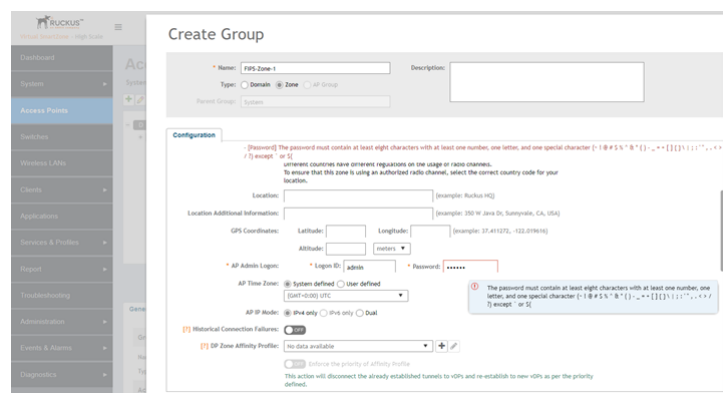 RUCKUS
Virtual SmartZone - High Scale
Create Group
Dashboard
System
Access Points
Switches
Wireless LANs
Clients
Applications
Services & Profiles
Report
Troubleshooting
Administration
Events & Alarms
Diagnostics
* Name: FIPS-Zone-1
Description:
Type: Domain Zone AP Group
Parent Group: System
Configuration
- [Password] The password must contain at least eight characters with at least one number, one letter, and one special character (~ ! @ # $ % ^ & * ( ) - _ = + [ ] { } \ | ; : ' " , . < >
/ ?) except ` or $(
Different countries have different regulations on the usage of radio channels.
To ensure that this zone is using an authorized radio channel, select the correct country code for your
location.
Location: (example: Ruckus HQ)
Location Additional Information: (example: 350 W Java Dr, Sunnyvale, CA, USA)
GPS Coordinates: Latitude: Longitude: (example: 37.411272, -122.019616)
Altitude: meters
* AP Admin Logon: * Logon ID: admin * Password: ••••••
AP Time Zone: System defined User defined
(GMT+0:00) UTC
The password must contain at least eight characters with at least one number, one
letter, and one special character (~ ! @ # $ % ^ & * ( ) - _ = + [ ] { } \ | ; : ' " , . < > /
?) except ` or $(
AP IP Mode: IPv4 only IPv6 only Dual
[?] Historical Connection Failures: OFF
[?] DP Zone Affinity Profile: No data available
OFF Enforce the priority of Affinity Profile
This action will disconnect the already established tunnels to vDPs and re-establish to new vDPs as per the priority
defined.